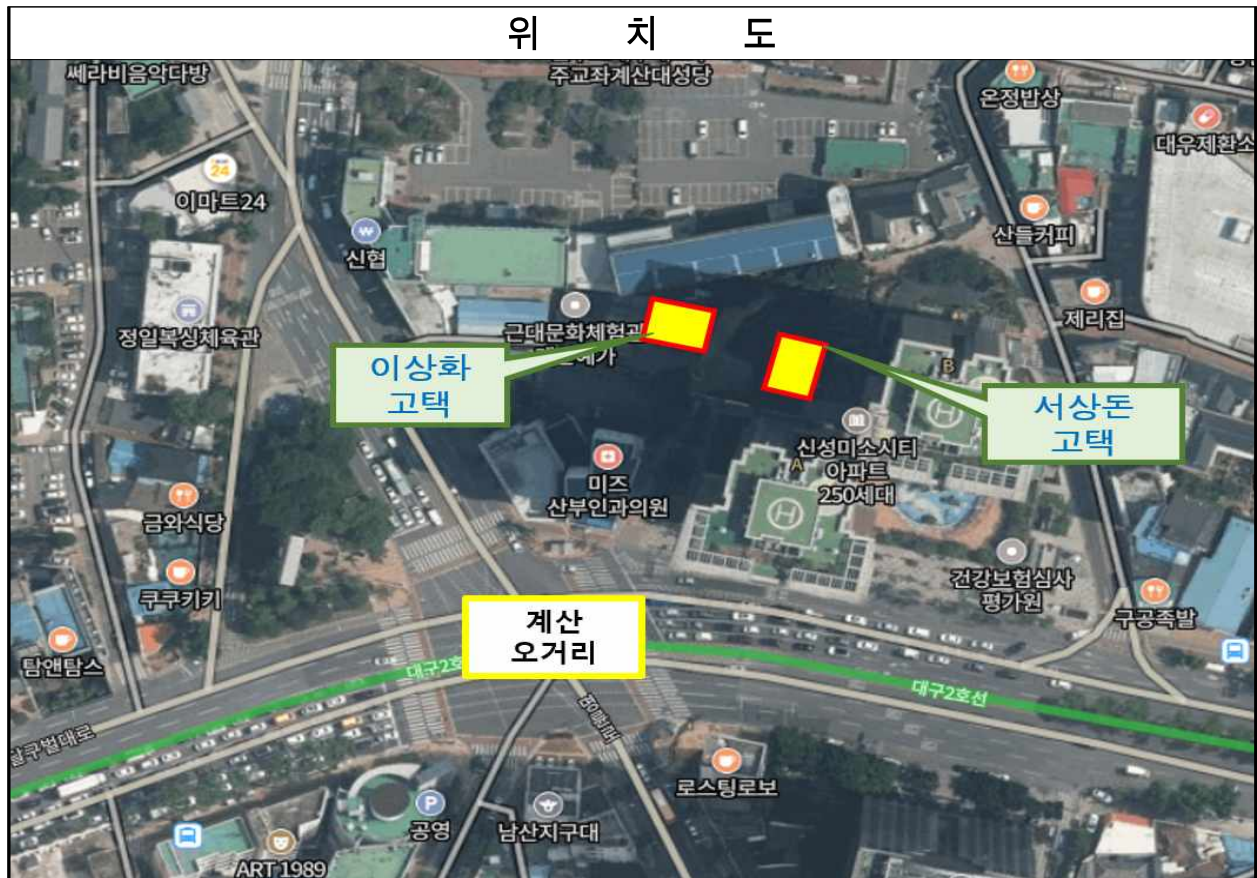 위 치 도
쎄라비음악다방
주교좌계산대성당
온정밥상
대우제환소
이마트24
신협
산들커피
제리집
정일복싱체육관
근대문화체험관
이상화
고택
서상돈
고택
B
신성미소시티
아파트
250세대
A
미즈
산부인과의원
금와식당
쿠쿠키키
탐앤탐스
건강보험심사
평가원
구공족발
계산
오거리
대구2호선
달구벌대로
로스팅로보
공영
남산지구대
ART 1989